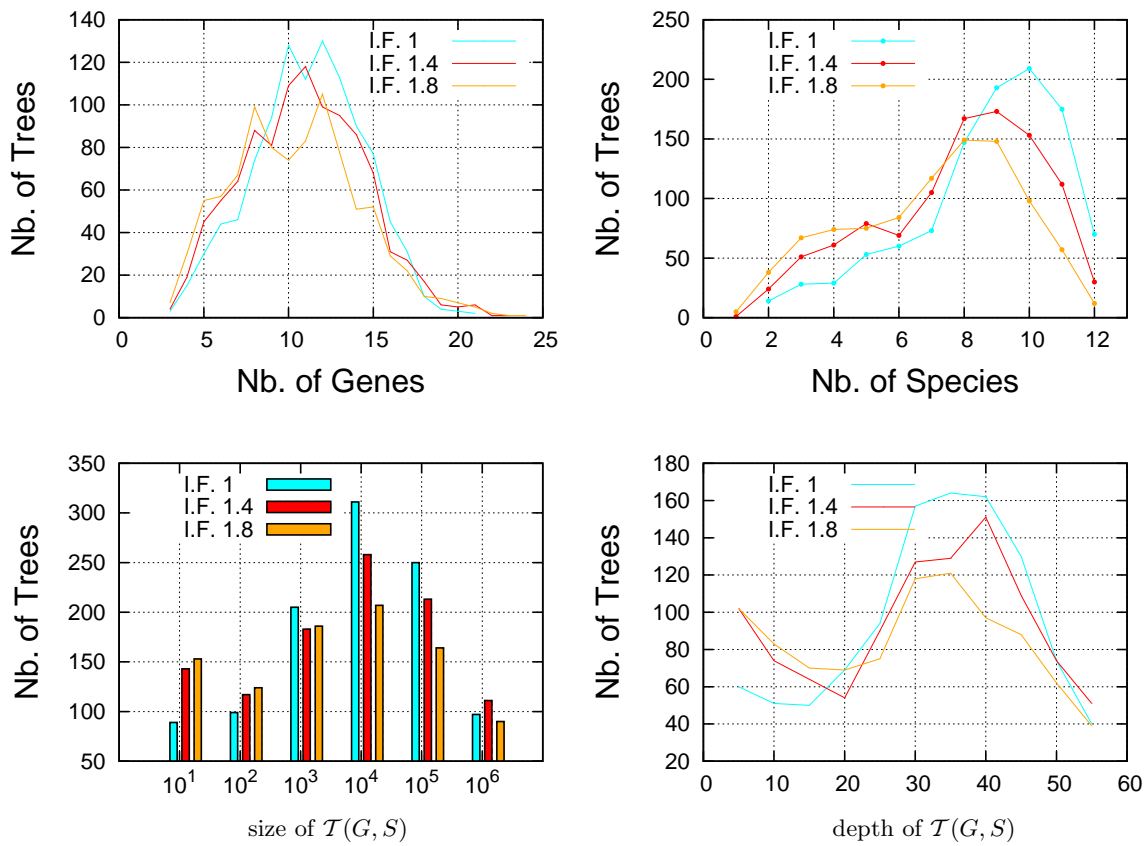 140
120
100
80
60
40
20
0
Nb. of Trees
I.F. 1
I.F. 1.4
I.F. 1.8
0 5 10 15 20 25
Nb. of Genes
250
200
150
100
50
0
Nb. of Trees
I.F. 1
I.F. 1.4
I.F. 1.8
0 2 4 6 8 10 12
Nb. of Species
350
300
250
200
150
100
50
Nb. of Trees
I.F. 1
I.F. 1.4
I.F. 1.8
10^1 10^2 10^3 10^4 10^5 10^6
size of 𝒯(G, S)
180
160
140
120
100
80
60
40
20
Nb. of Trees
I.F. 1
I.F. 1.4
I.F. 1.8
0 10 20 30 40 50 60
depth of 𝒯(G, S)